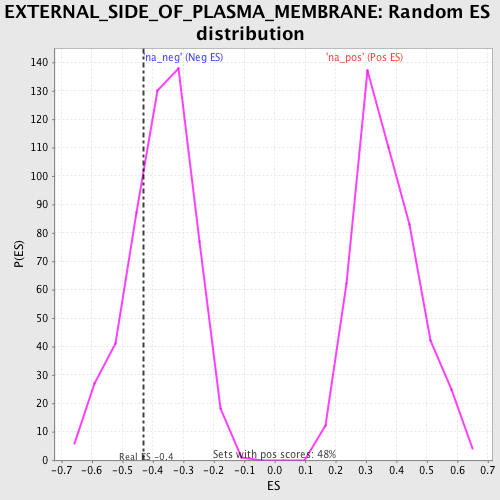 EXTERNAL_SIDE_OF_PLASMA_MEMBRANE: Random ES
distribution
'na_neg' (Neg ES)
'na_pos' (Pos ES)
140
130
120
110
100
90
80
70
60
50
40
30
20
10
0
P(ES)
Real ES -0.4
Sets with pos scores: 48%
-0.7 -0.6 -0.5 -0.4 -0.3 -0.2 -0.1 0.0 0.1 0.2 0.3 0.4 0.5 0.6 0.7
ES